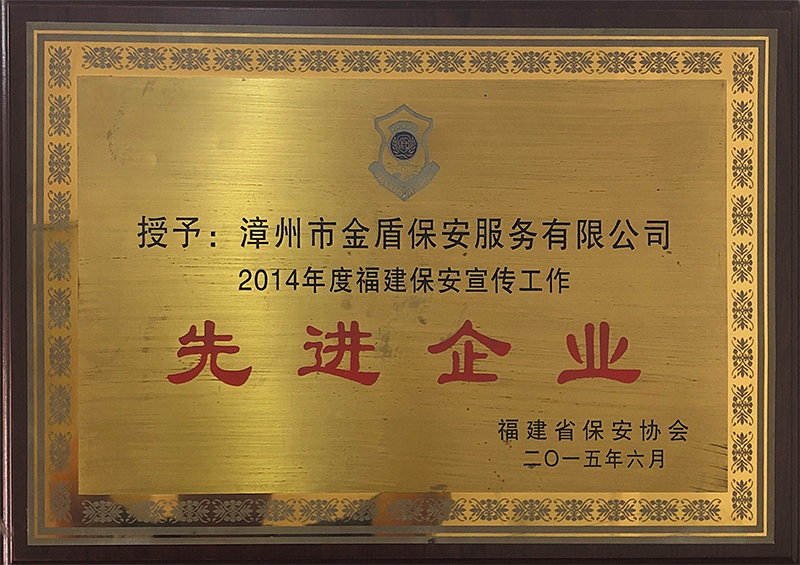 授予：漳州市金盾保安服务有限公司
2014年度福建保安宣传工作
先进企业
福建省保安协会
二〇一五年六月